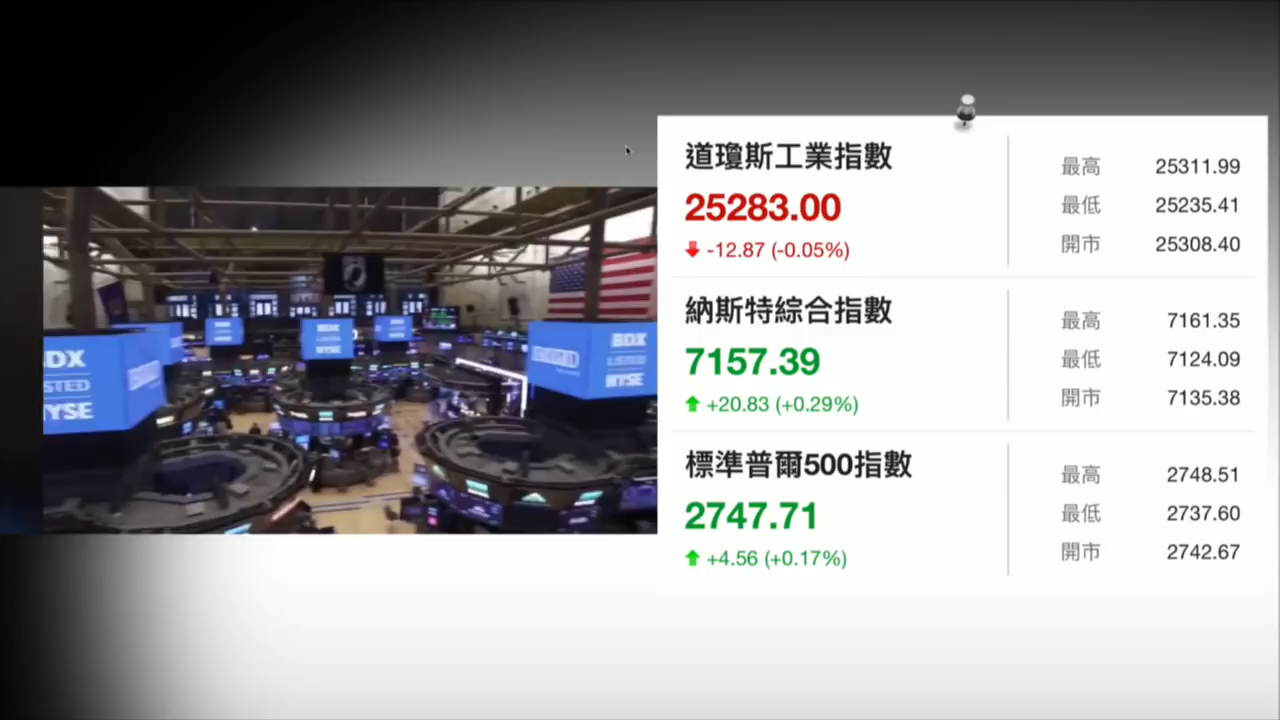 道瓊斯工業指數
25283.00
-12.87 (-0.05%)
最高 25311.99
最低 25235.41
開市 25308.40
納斯特綜合指數
7157.39
+20.83 (+0.29%)
最高 7161.35
最低 7124.09
開市 7135.38
標準普爾500指數
2747.71
+4.56 (+0.17%)
最高 2748.51
最低 2737.60
開市 2742.67
BDX
LISTED
NYSE